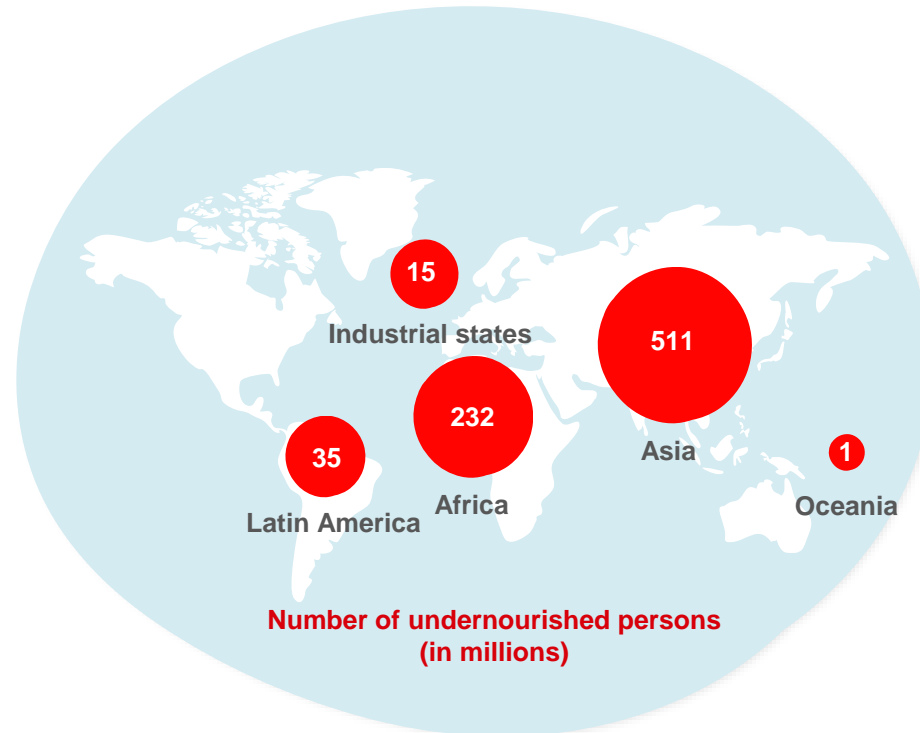 15
Industrial states
511
Asia
232
Africa
35
Latin America
1
Oceania
Number of undernourished persons
(in millions)